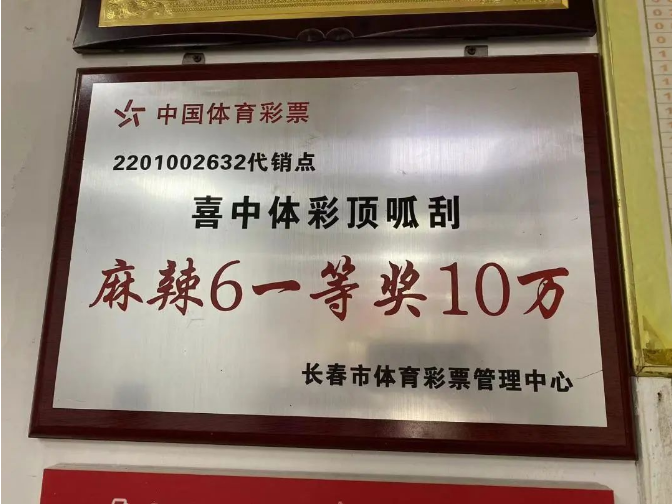 中国体育彩票
2201002632代销点
喜中体彩顶呱刮
麻辣6一等奖10万
长春市体育彩票管理中心